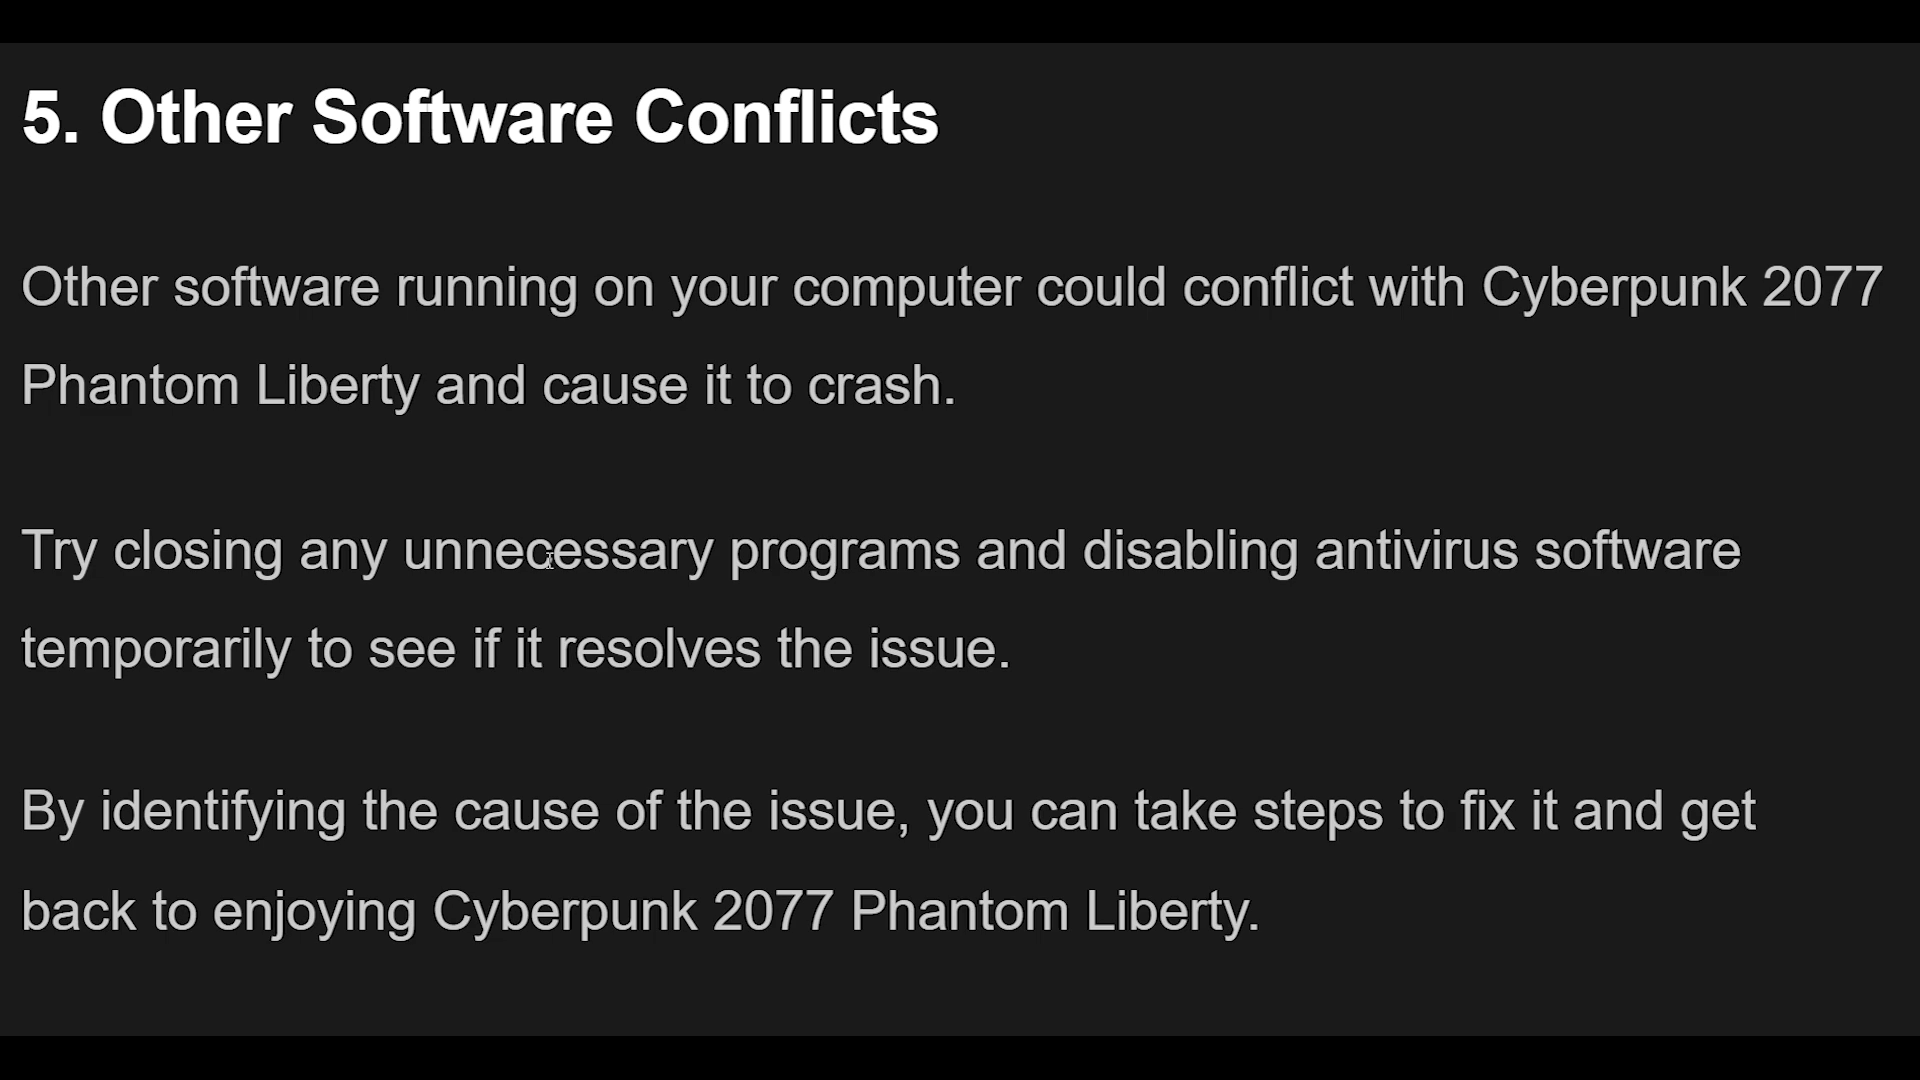 5. Other Software Conflicts
Other software running on your computer could conflict with Cyberpunk 2077
Phantom Liberty and cause it to crash.
Try closing any unnecessary programs and disabling antivirus software
temporarily to see if it resolves the issue.
By identifying the cause of the issue, you can take steps to fix it and get
back to enjoying Cyberpunk 2077 Phantom Liberty.